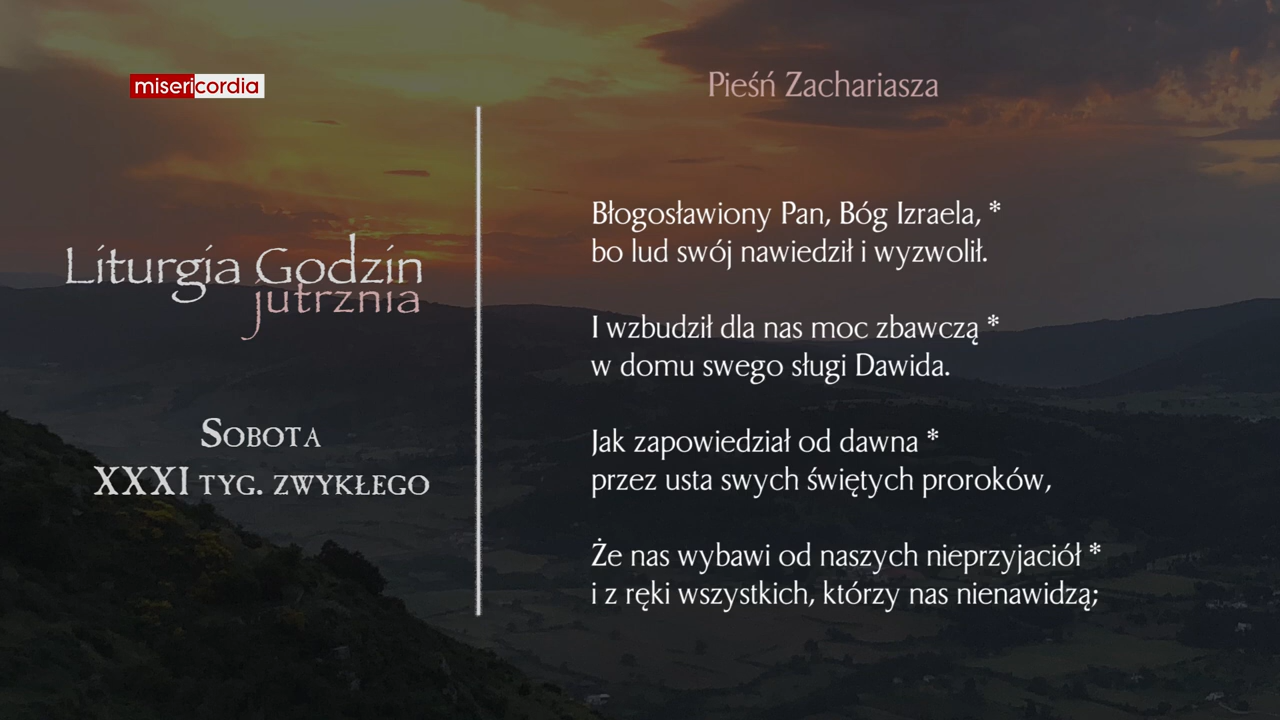 misericordia
Liturgia Godzin
jutrznia
Sobota
XXXI tyg. zwykłego
Pieśń Zachariasza
Błogosławiony Pan, Bóg Izraela, *
bo lud swój nawiedził i wyzwolił.
I wzbudził dla nas moc zbawczą *
w domu swego sługi Dawida.
Jak zapowiedział od dawna *
przez usta swych świętych proroków,
Że nas wybawi od naszych nieprzyjaciół *
i z ręki wszystkich, którzy nas nienawidzą;